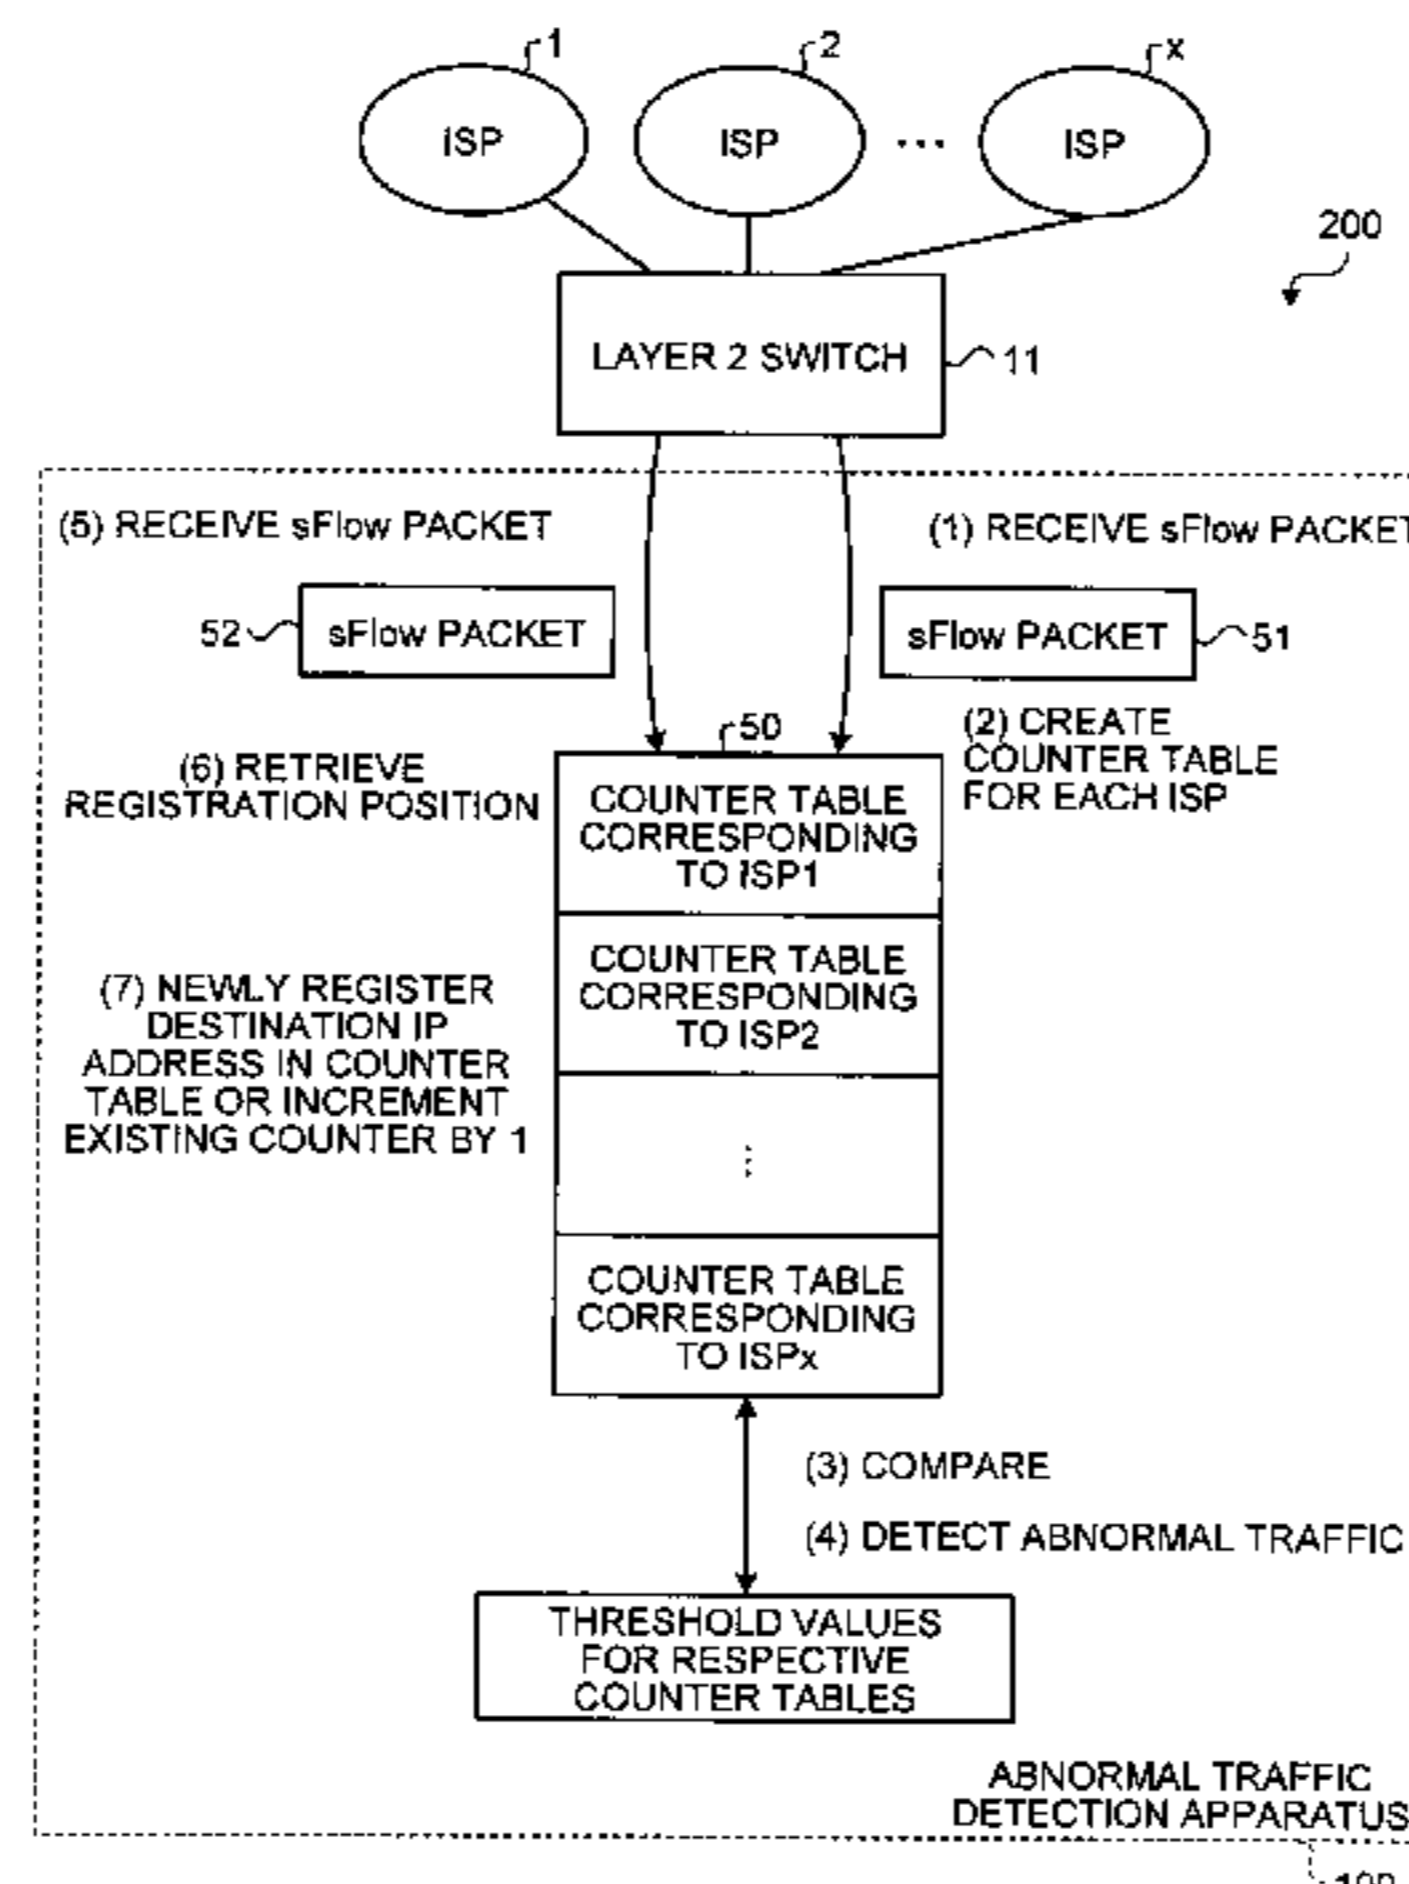 1
2
x
ISP
ISP
...
ISP
200
LAYER 2 SWITCH
11
(5) RECEIVE sFlow PACKET
(1) RECEIVE sFlow PACKET
52
sFlow PACKET
sFlow PACKET
51
50
(2) CREATE
COUNTER TABLE
FOR EACH ISP
(6) RETRIEVE
REGISTRATION POSITION
COUNTER TABLE
CORRESPONDING
TO ISP1
COUNTER TABLE
CORRESPONDING
TO ISP2
(7) NEWLY REGISTER
DESTINATION IP
ADDRESS IN COUNTER
TABLE OR INCREMENT
EXISTING COUNTER BY 1
⋮
COUNTER TABLE
CORRESPONDING
TO ISPx
(3) COMPARE
(4) DETECT ABNORMAL TRAFFIC
THRESHOLD VALUES
FOR RESPECTIVE
COUNTER TABLES
ABNORMAL TRAFFIC
DETECTION APPARATUS